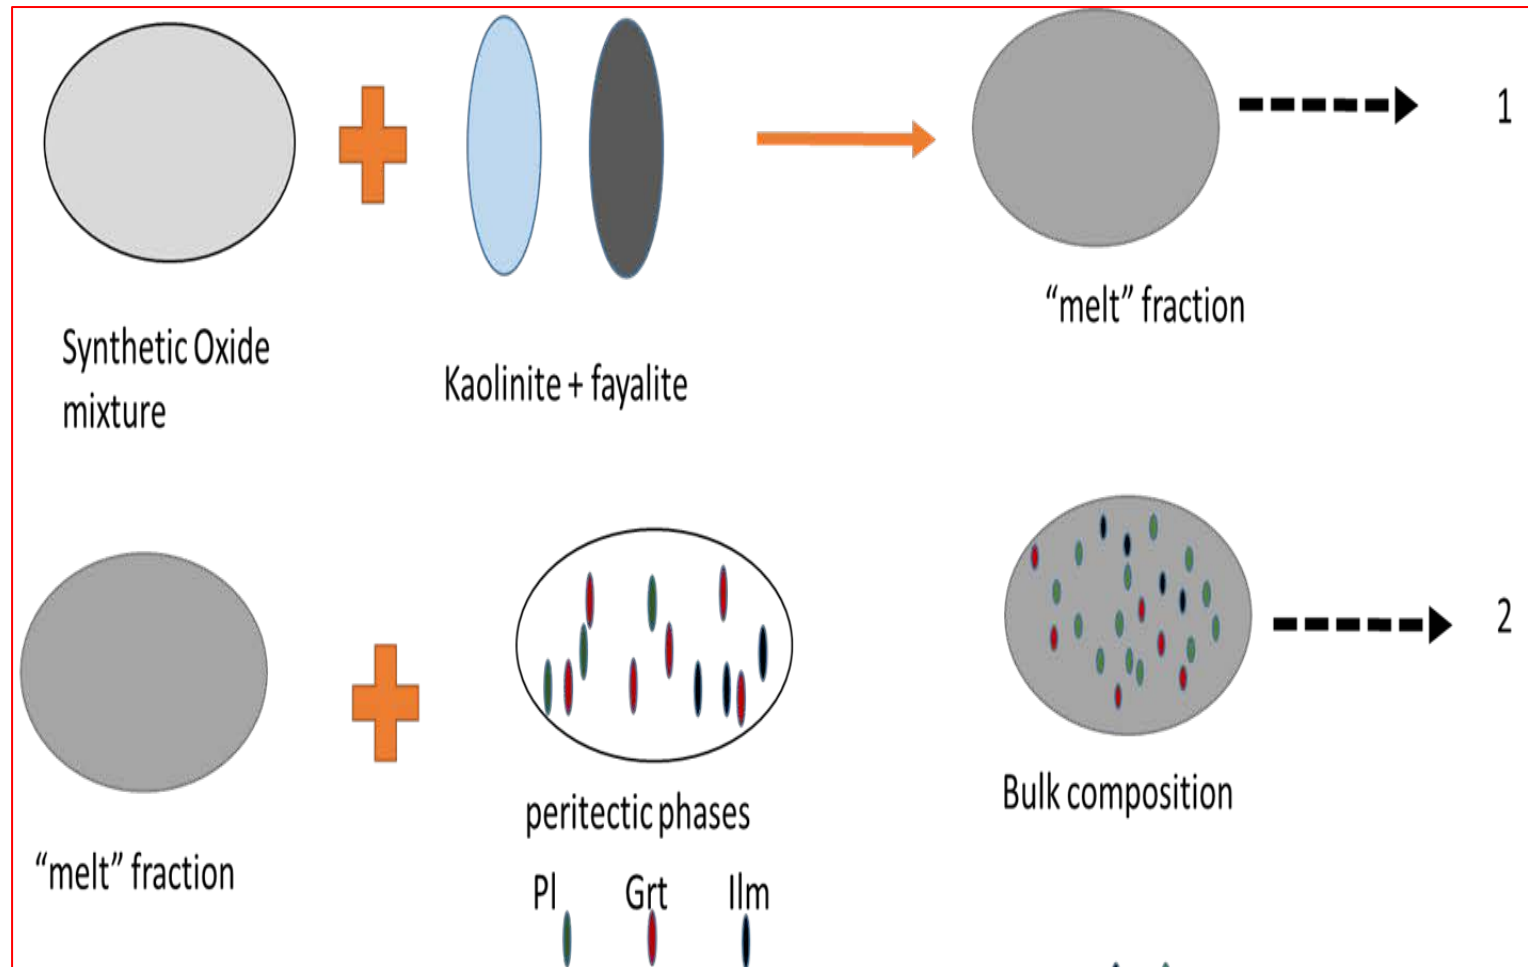 1
Synthetic Oxide
mixture
Kaolinite + fayalite
“melt” fraction
2
“melt” fraction
peritectic phases
Bulk composition
Pl Grt Ilm